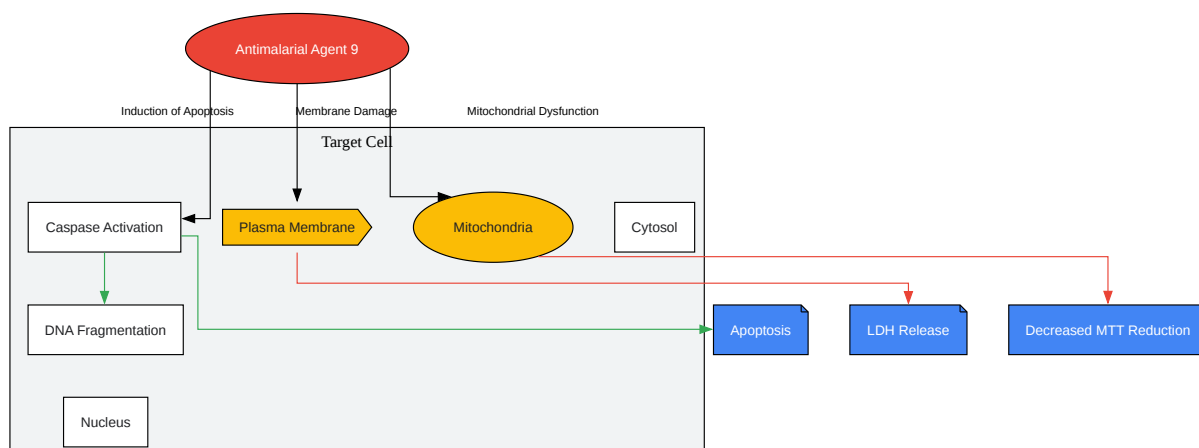 Antimalarial Agent 9
Induction of Apoptosis
Membrane Damage
Mitochondrial Dysfunction
Target Cell
Caspase Activation
Plasma Membrane
Mitochondria
Cytosol
DNA Fragmentation
Apoptosis
LDH Release
Decreased MTT Reduction
Nucleus